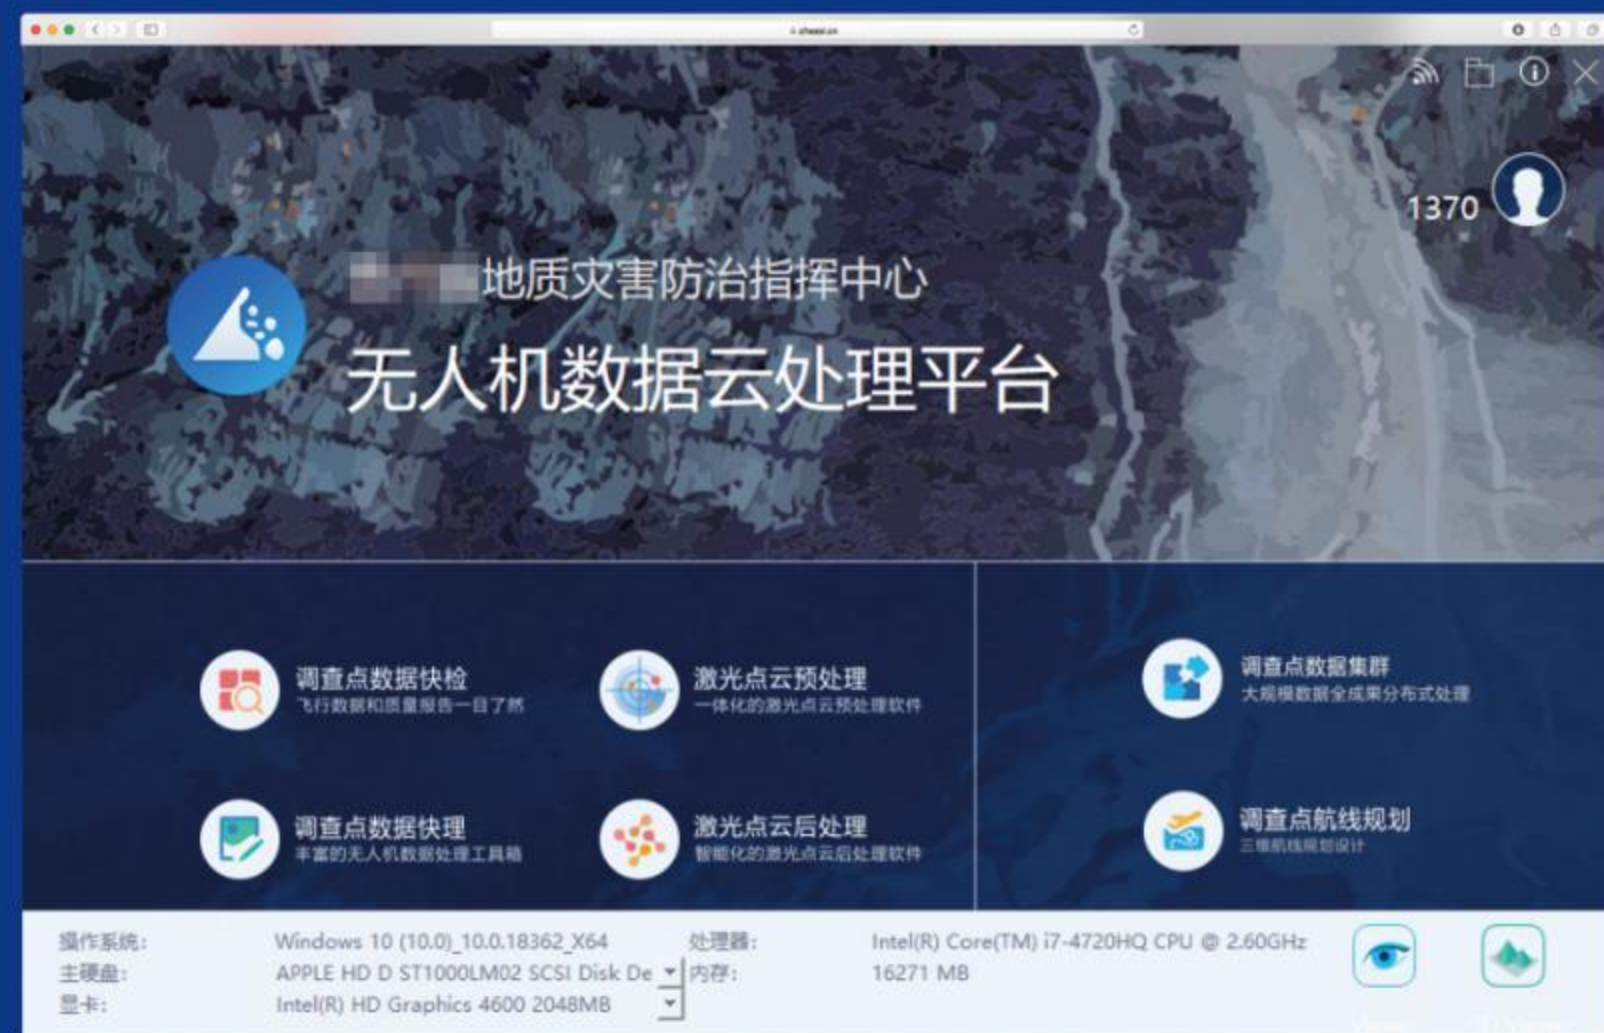 1370
地质灾害防治指挥中心
无人机数据云处理平台
调查点数据快检
飞行数据和质量报告一目了然
激光点云预处理
一体化的激光点云预处理软件
调查点数据集群
大规模数据全成果分布式处理
调查点数据快理
丰富的无人机数据处理工具箱
激光点云后处理
智能化的激光点云后处理软件
调查点航线规划
三维航线规划设计
操作系统: Windows 10 (10.0)_10.0.18362_X64 处理器: Intel(R) Core(TM) i7-4720HQ CPU @ 2.60GHz
主硬盘: APPLE HD D ST1000LM02 SCSI Disk De 内存: 16271 MB
显卡: Intel(R) HD Graphics 4600 2048MB